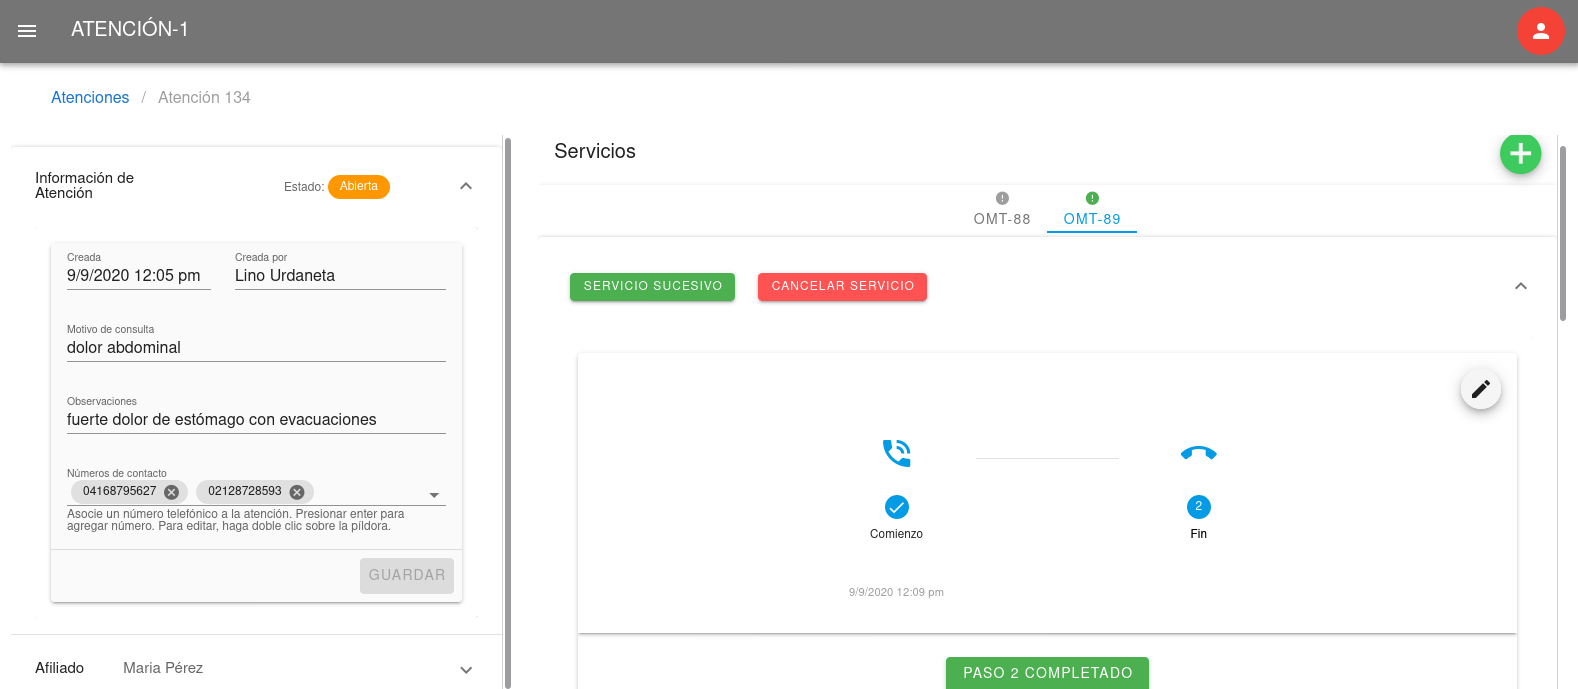 ATENCIÓN-1
Atenciones / Atención 134
Información de
Atención
Estado: Abierta
Creada
9/9/2020 12:05 pm
Creada por
Lino Urdaneta
Motivo de consulta
dolor abdominal
Observaciones
fuerte dolor de estómago con evacuaciones
Números de contacto
04168795627 02128728593
Asocie un número telefónico a la atención. Presionar enter para
agregar número. Para editar, haga doble clic sobre la píldora.
GUARDAR
Afiliado Maria Pérez
Servicios
OMT-88 OMT-89
SERVICIO SUCESIVO CANCELAR SERVICIO
2
Comienzo Fin
9/9/2020 12:09 pm
PASO 2 COMPLETADO